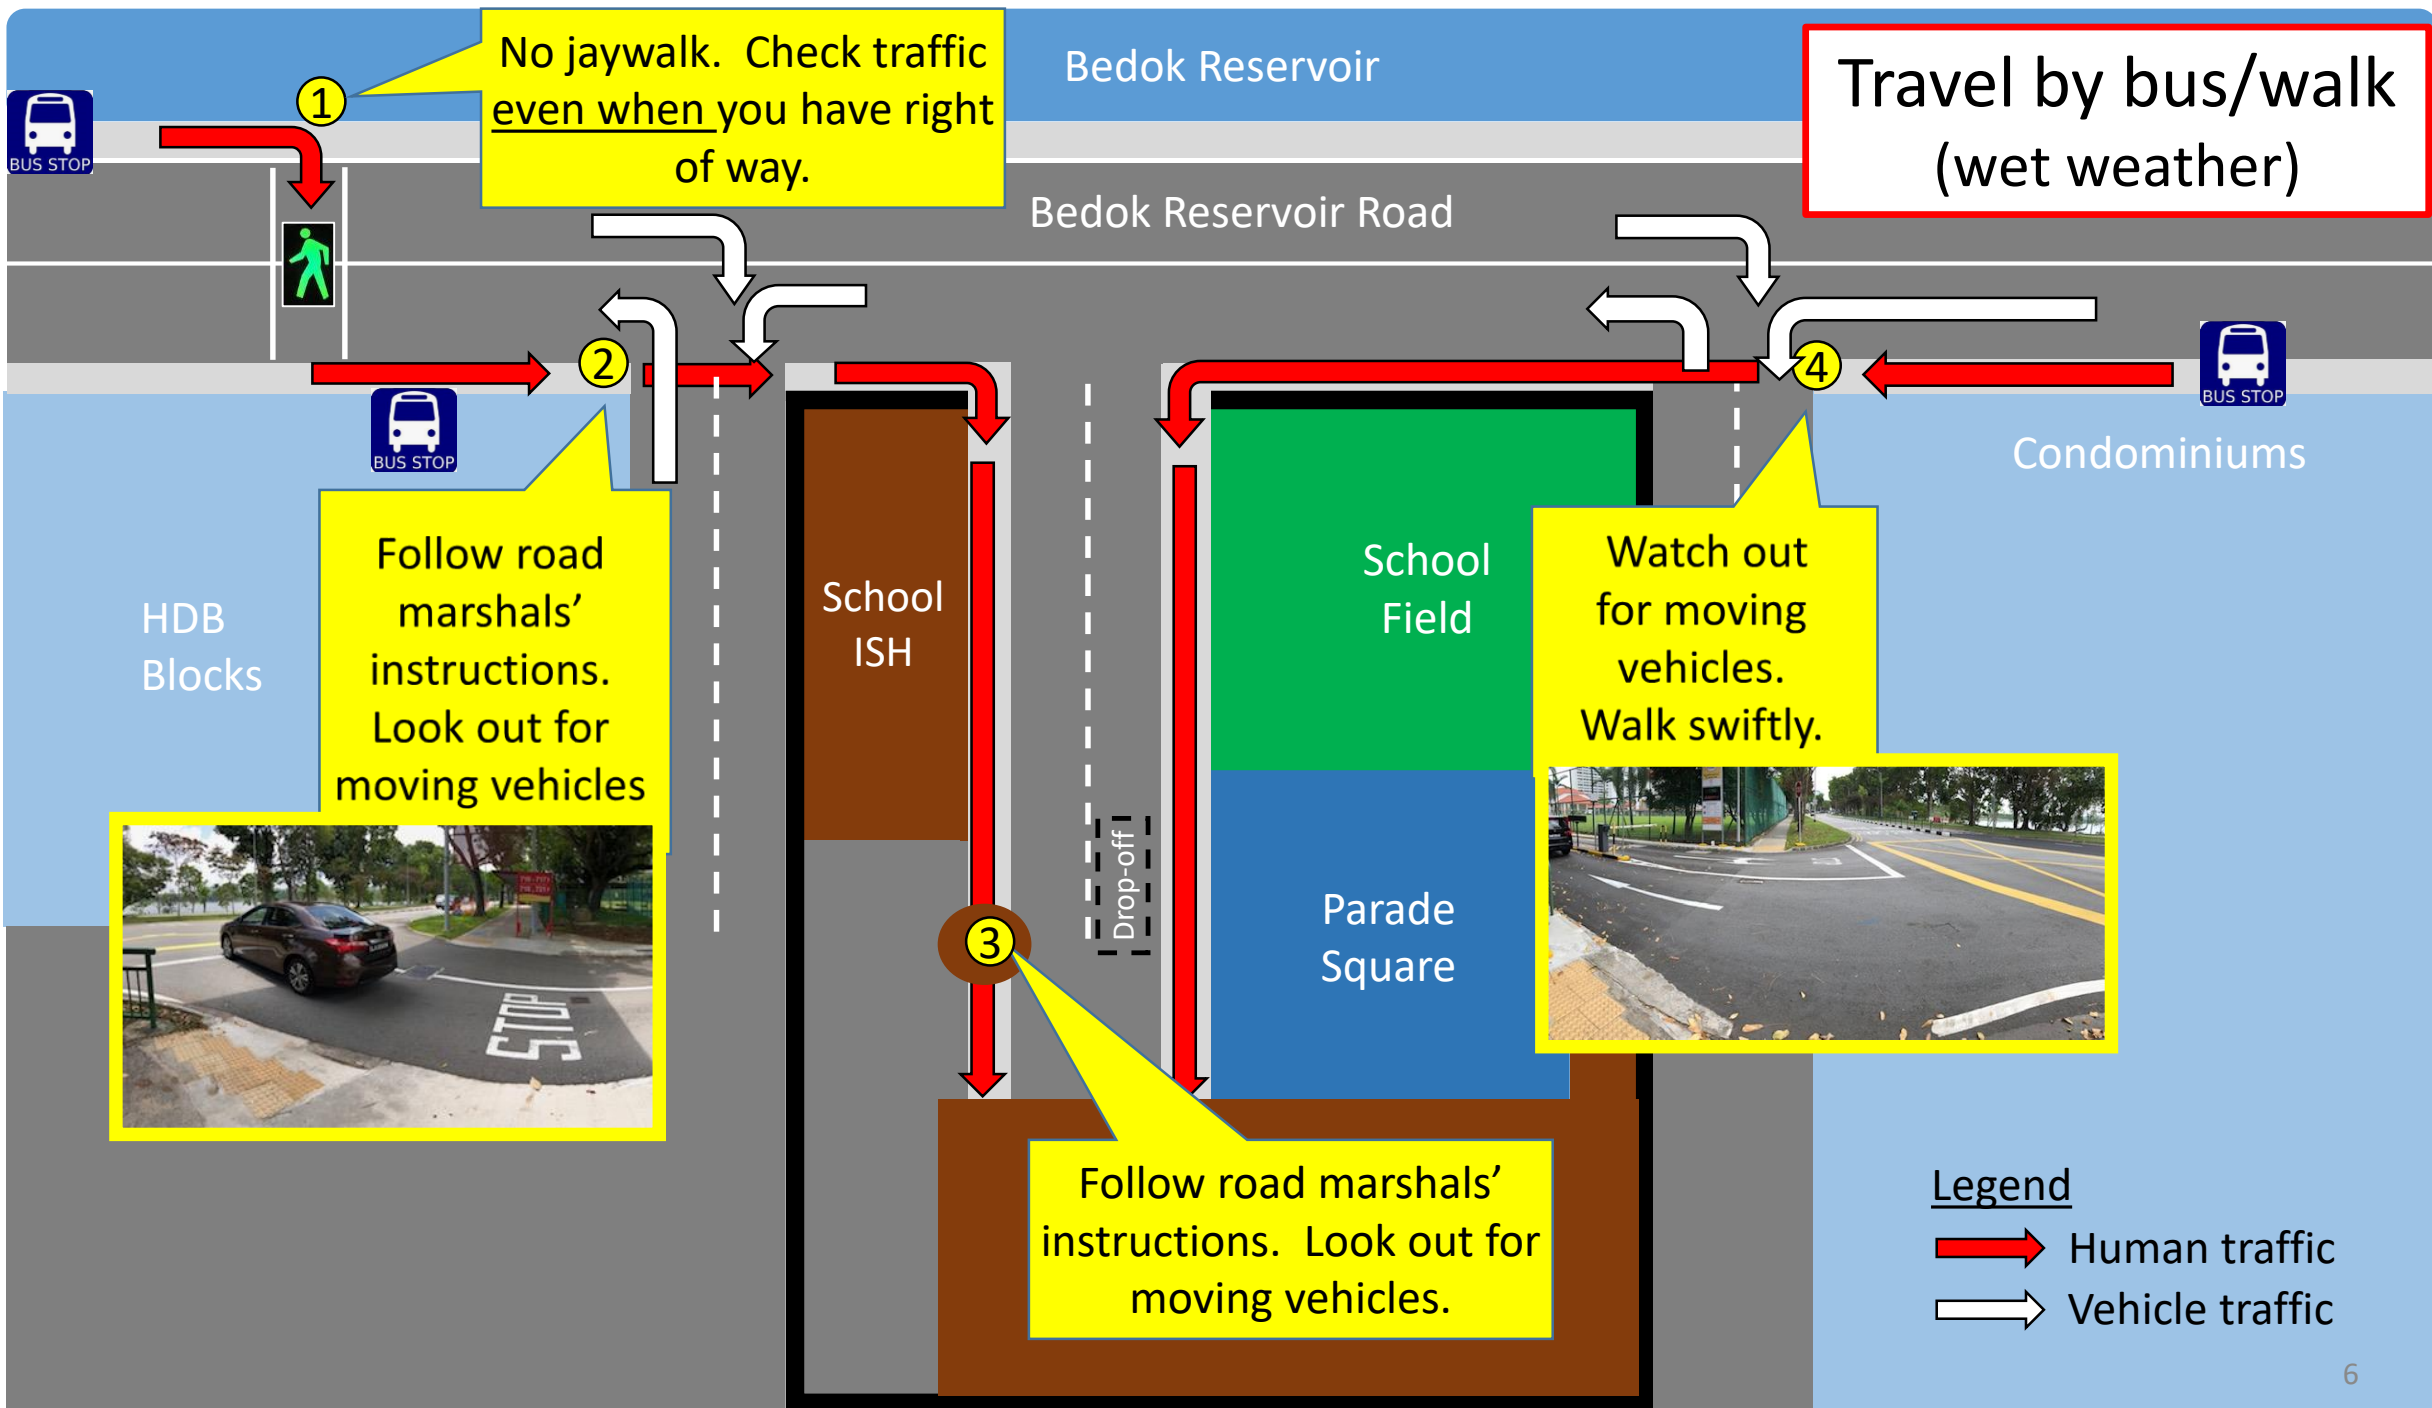 No jaywalk.  Check traffic
even when you have right
of way.
Bedok Reservoir
Travel by bus/walk
(wet weather)
1
BUS STOP
Bedok Reservoir Road
2
4
BUS STOP
BUS STOP
Condominiums
Follow road
marshals’
instructions.
Look out for
moving vehicles
HDB
Blocks
School
ISH
School
Field
Watch out
for moving
vehicles.
Walk swiftly.
Drop-off
3
Parade
Square
STOP
Follow road marshals’
instructions.  Look out for
moving vehicles.
Legend
Human traffic
Vehicle traffic
6